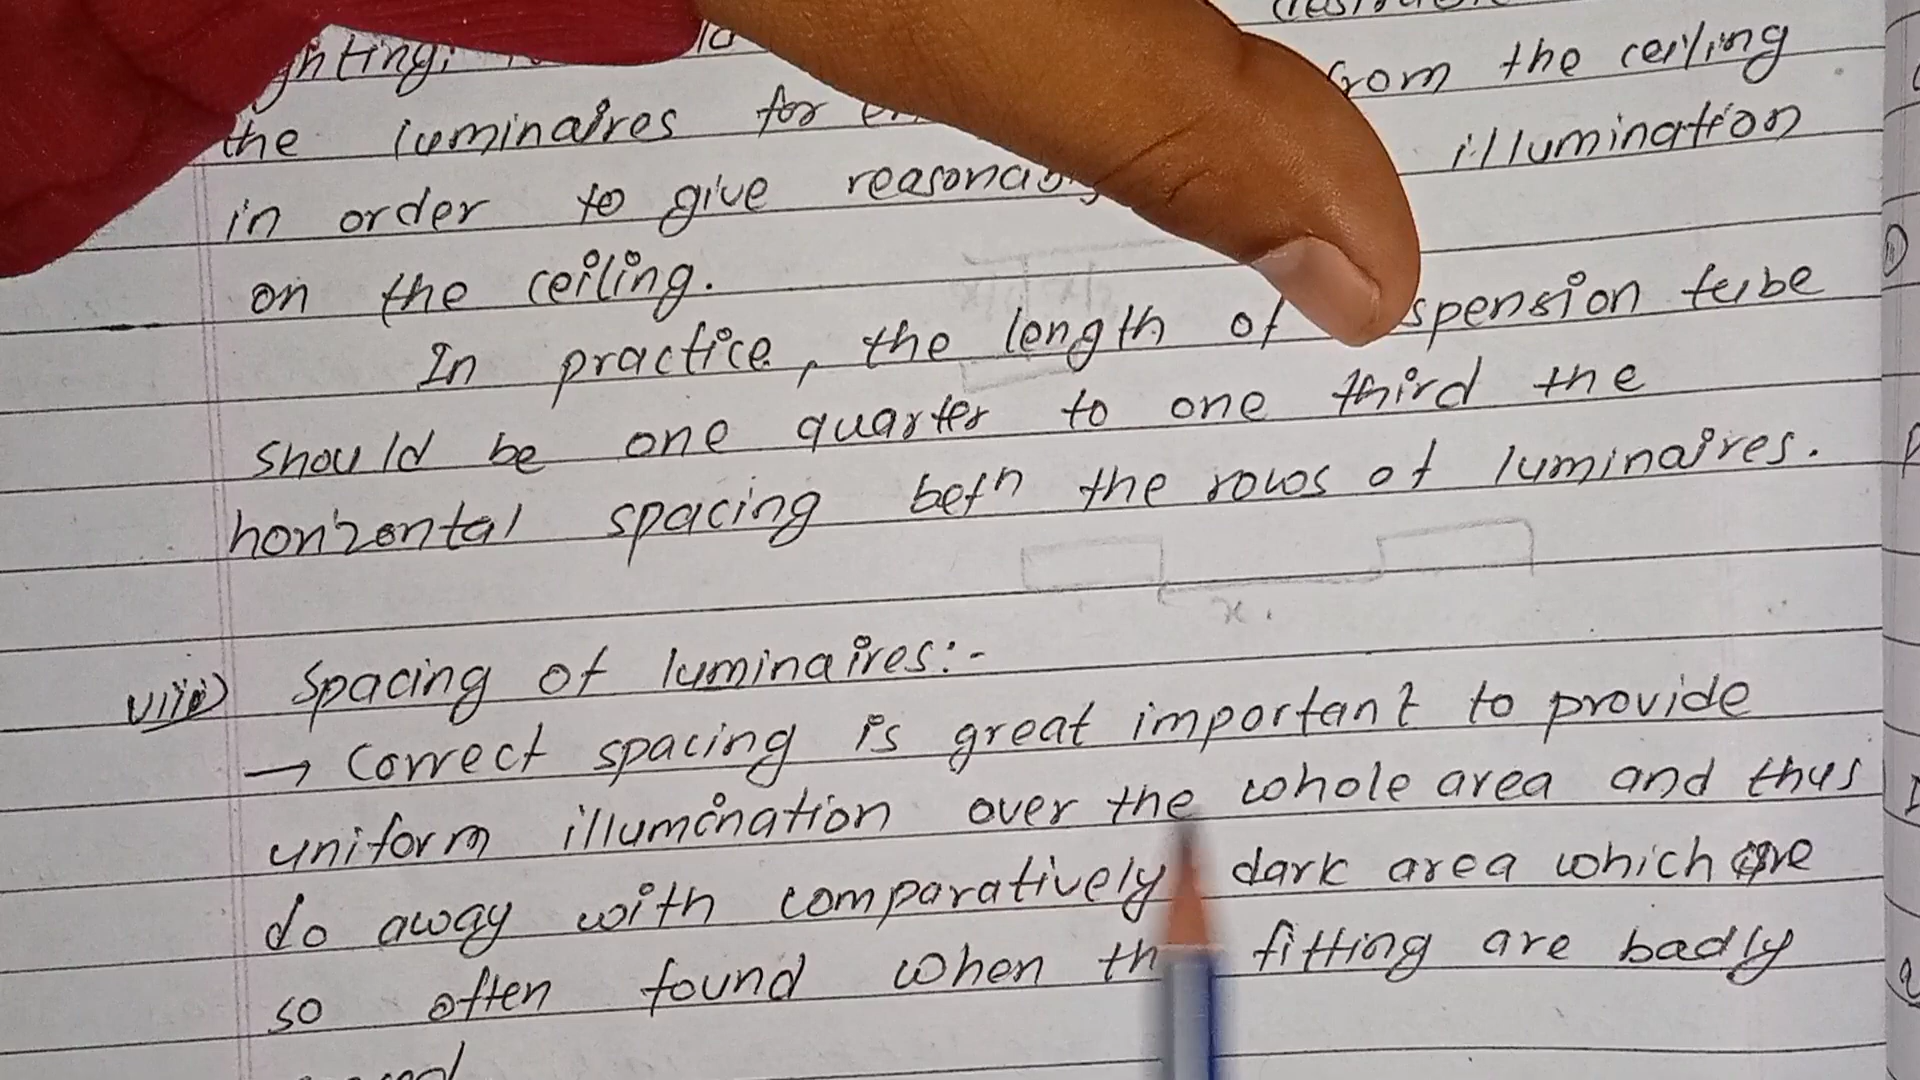 the luminaires for
from the ceiling
in order to give illumination
on the ceiling.
In practice, the length of spension tube
should be one quarter to one third the
horizontal spacing betn the rows of luminaires.
x.
viii) Spacing of luminaires:-
→ Correct spacing is great important to provide
uniform illumination over the whole area and thus
do away with comparatively dark area which are
so often found when th fitting are badly